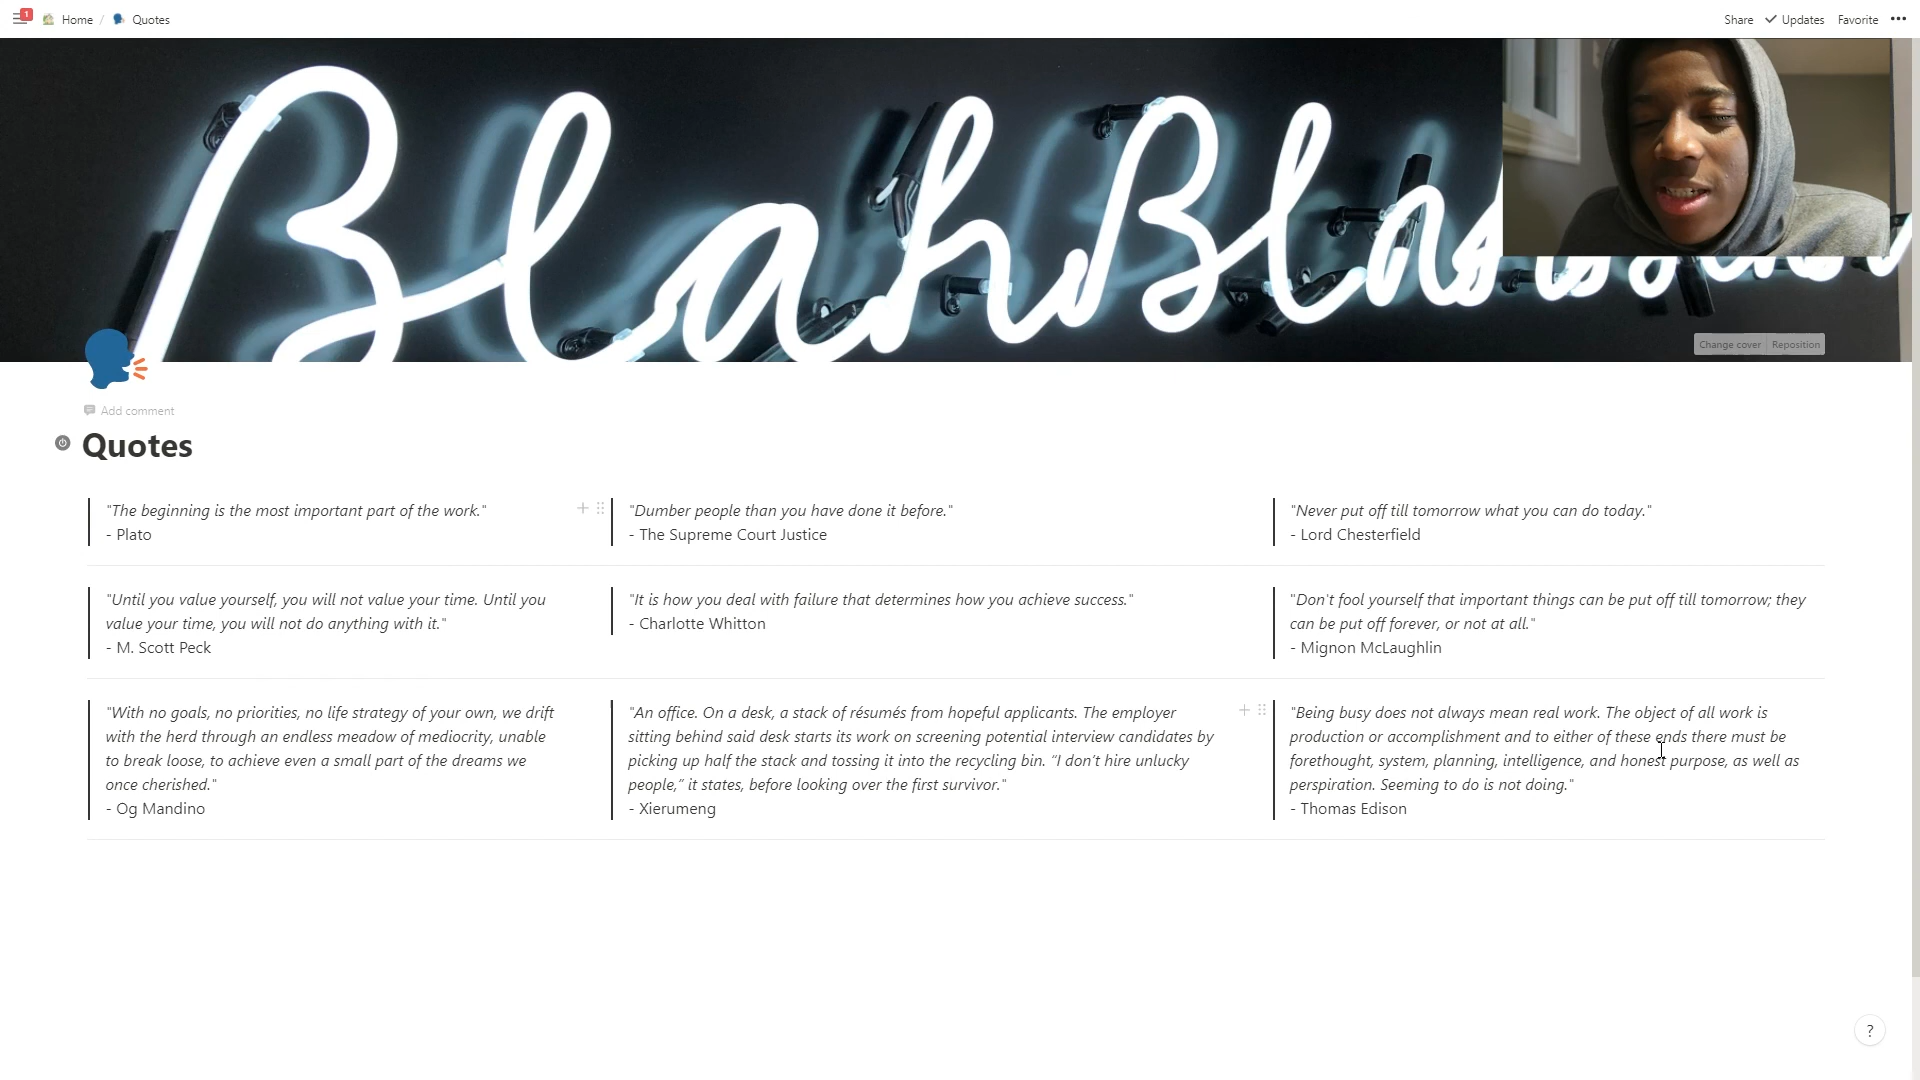 1
Home / Quotes
Share
Updates
Favorite
Blah Blah
Change cover
Reposition
Add comment
Quotes
"The beginning is the most important part of the work."
- Plato
"Dumber people than you have done it before."
- The Supreme Court Justice
"Never put off till tomorrow what you can do today."
- Lord Chesterfield
"Until you value yourself, you will not value your time. Until you
value your time, you will not do anything with it."
- M. Scott Peck
"It is how you deal with failure that determines how you achieve success."
- Charlotte Whitton
"Don't fool yourself that important things can be put off till tomorrow; they
can be put off forever, or not at all."
- Mignon McLaughlin
"With no goals, no priorities, no life strategy of your own, we drift
with the herd through an endless meadow of mediocrity, unable
to break loose, to achieve even a small part of the dreams we
once cherished."
- Og Mandino
"An office. On a desk, a stack of résumés from hopeful applicants. The employer
sitting behind said desk starts its work on screening potential interview candidates by
picking up half the stack and tossing it into the recycling bin. “I don’t hire unlucky
people,” it states, before looking over the first survivor."
- Xierumeng
"Being busy does not always mean real work. The object of all work is
production or accomplishment and to either of these ends there must be
forethought, system, planning, intelligence, and honest purpose, as well as
perspiration. Seeming to do is not doing."
- Thomas Edison
?